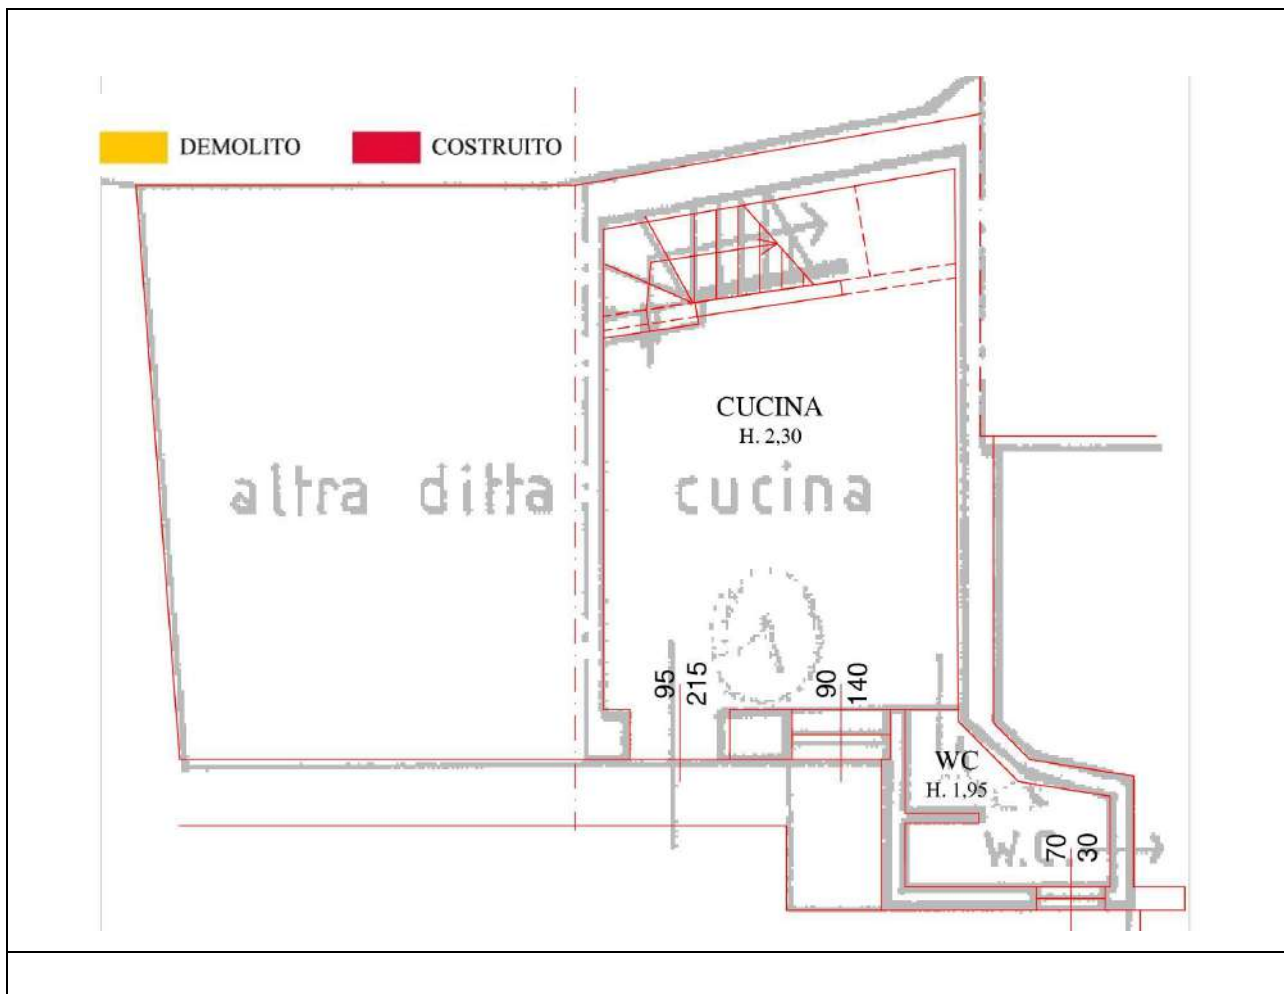 DEMOLITO
COSTRUITO
CUCINA
H. 2,30
altra ditta
cucina
A
95
215
90
140
WC
H. 1,95
W.C.
70
30